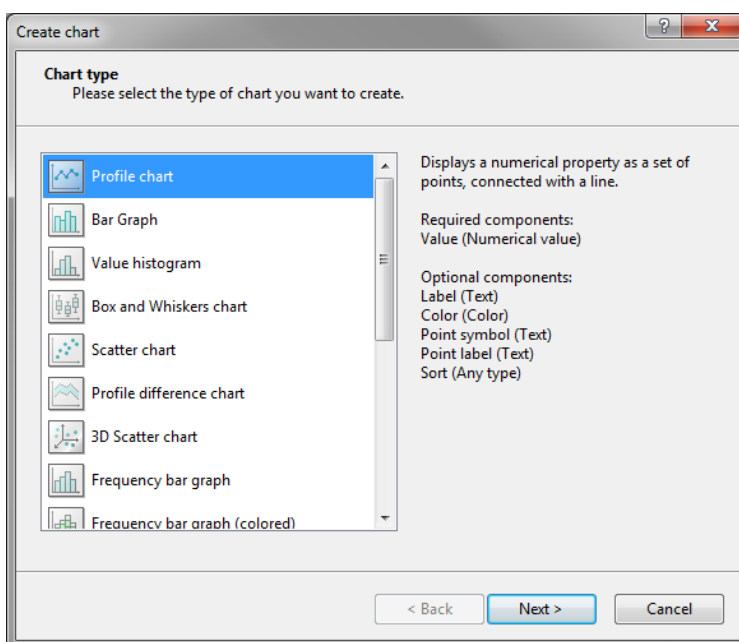 Create chart
Chart type
Please select the type of chart you want to create.
Profile chart
Bar Graph
Value histogram
Box and Whiskers chart
Scatter chart
Profile difference chart
3D Scatter chart
Frequency bar graph
Frequency bar graph (colored)
Displays a numerical property as a set of
points, connected with a line.
Required components:
Value (Numerical value)
Optional components:
Label (Text)
Color (Color)
Point symbol (Text)
Point label (Text)
Sort (Any type)
< Back
Next >
Cancel